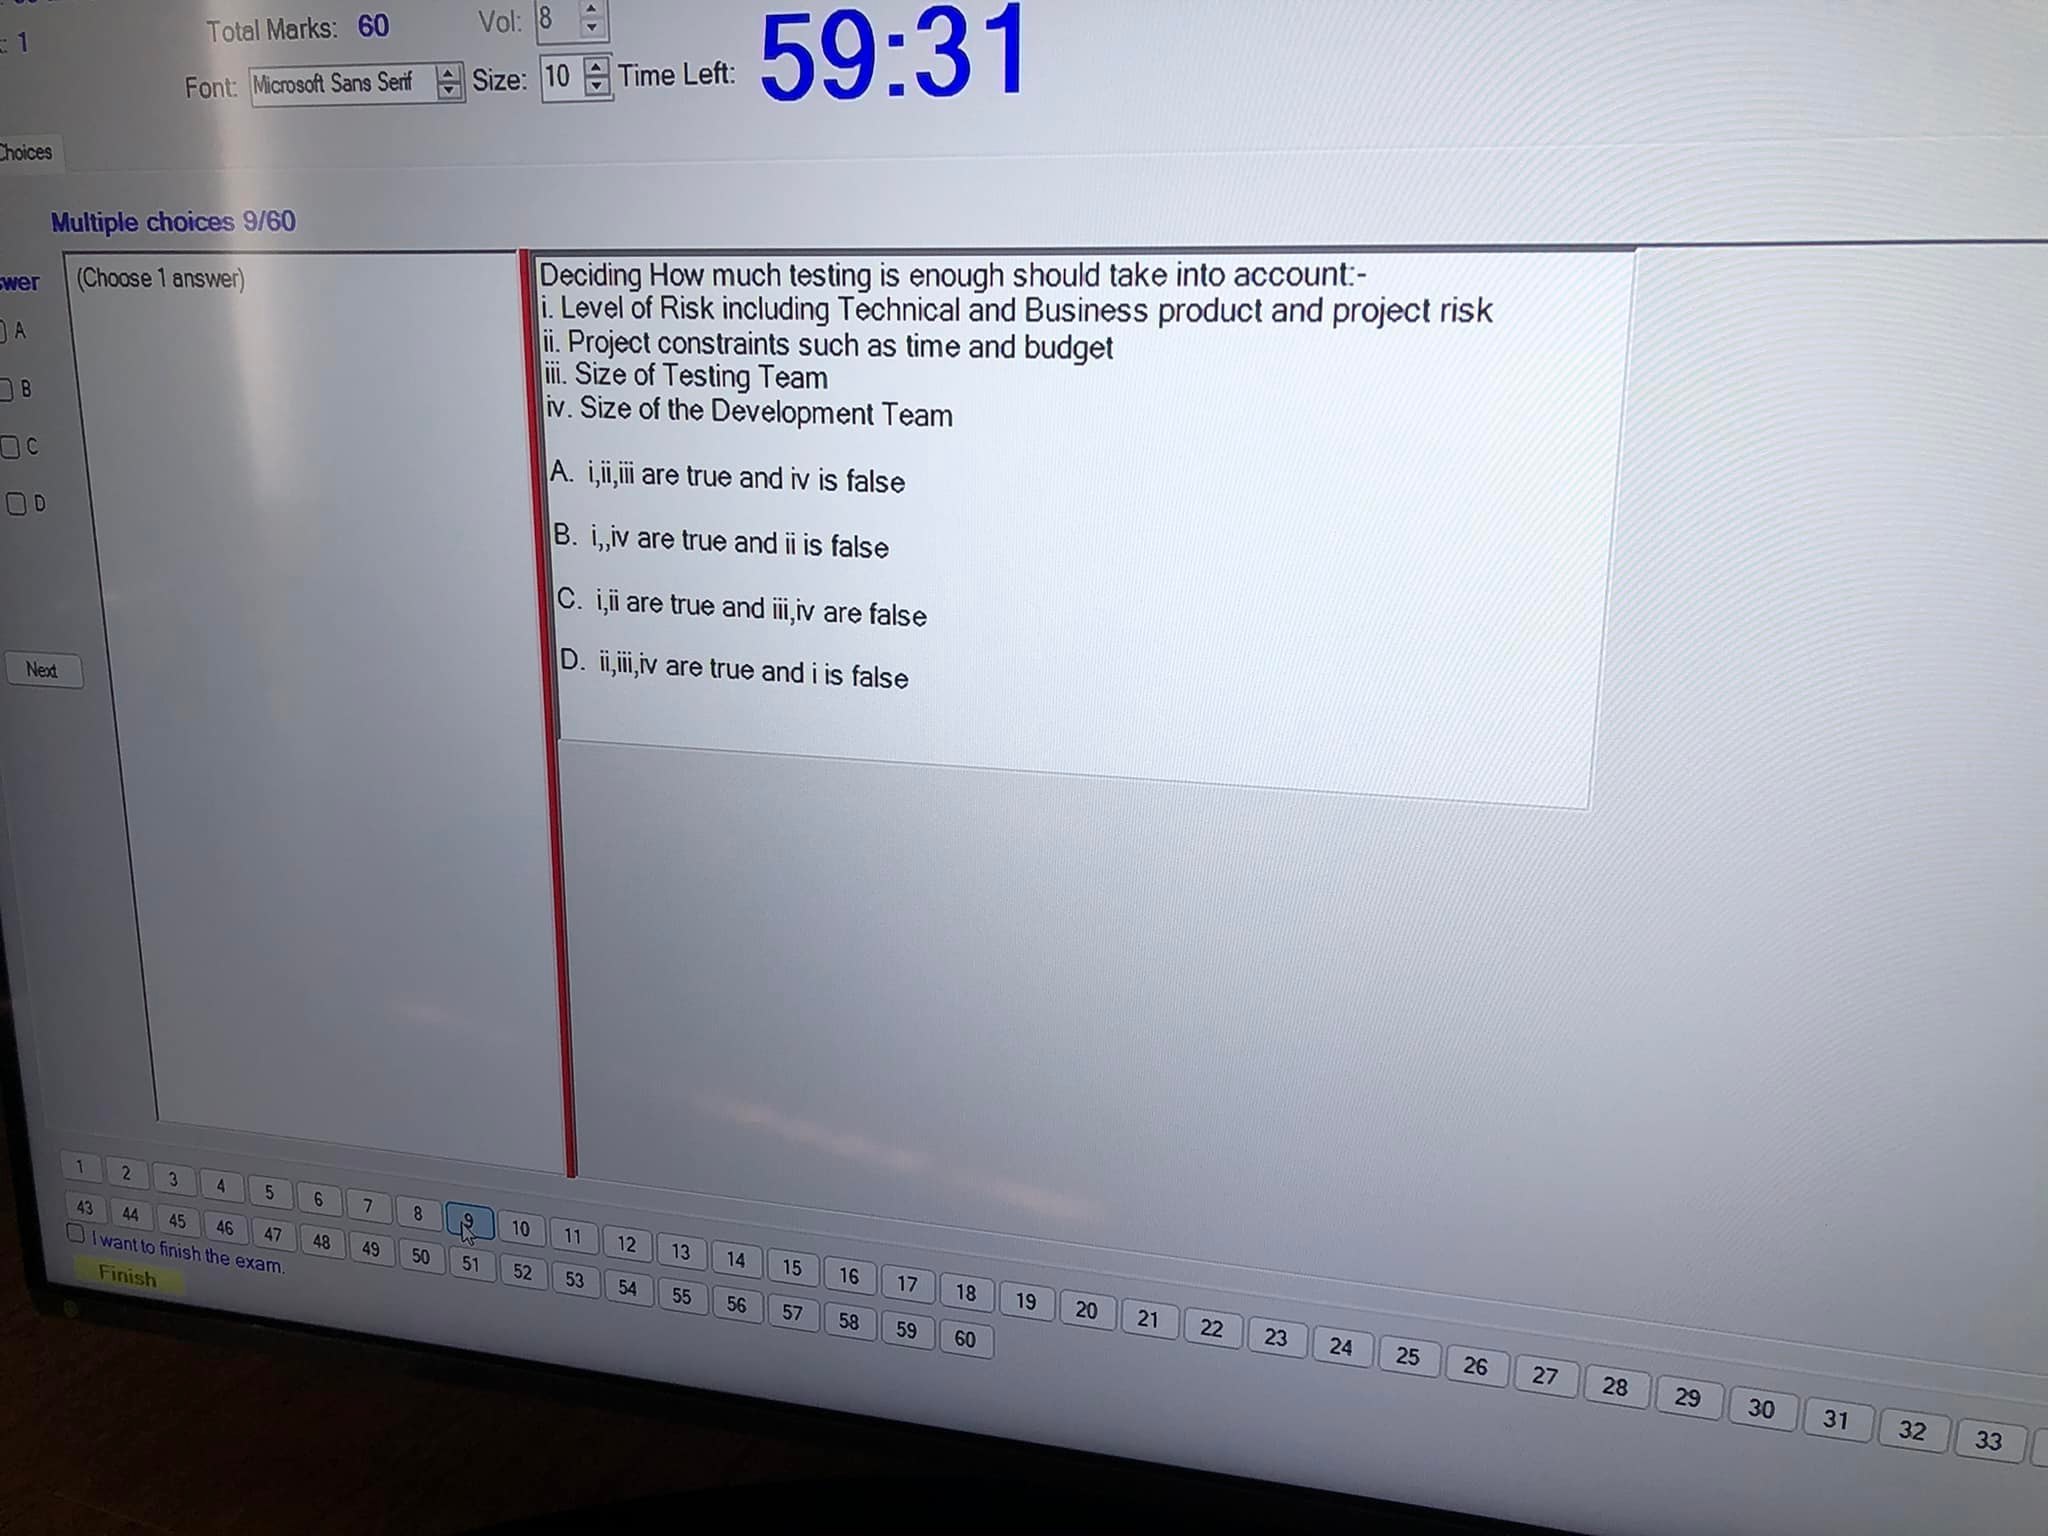 : 1
Total Marks: 60
Vol: 8
Font: Microsoft Sans Serif Size: 10 Time Left: 59:31
Choices
Multiple choices 9/60
(Choose 1 answer)
A
B
C
D
Next
Deciding How much testing is enough should take into account:-
i. Level of Risk including Technical and Business product and project risk
ii. Project constraints such as time and budget
iii. Size of Testing Team
iv. Size of the Development Team
A. i,ii,iii are true and iv is false
B. i,,iv are true and ii is false
C. i,ii are true and iii,iv are false
D. ii,iii,iv are true and i is false
1 2 3 4 5 6 7 8 9 10 11 12 13 14 15 16 17 18 19 20 21 22 23 24 25 26 27 28 29 30 31 32 33
43 44 45 46 47 48 49 50 51 52 53 54 55 56 57 58 59 60
I want to finish the exam.
Finish